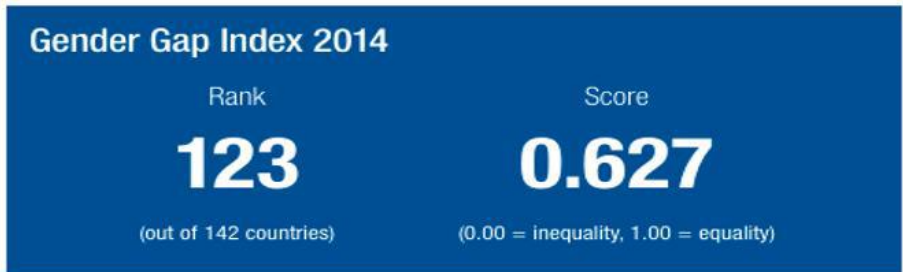 Gender Gap Index 2014
Rank Score
123 0.627
(out of 142 countries) (0.00 = inequality, 1.00 = equality)